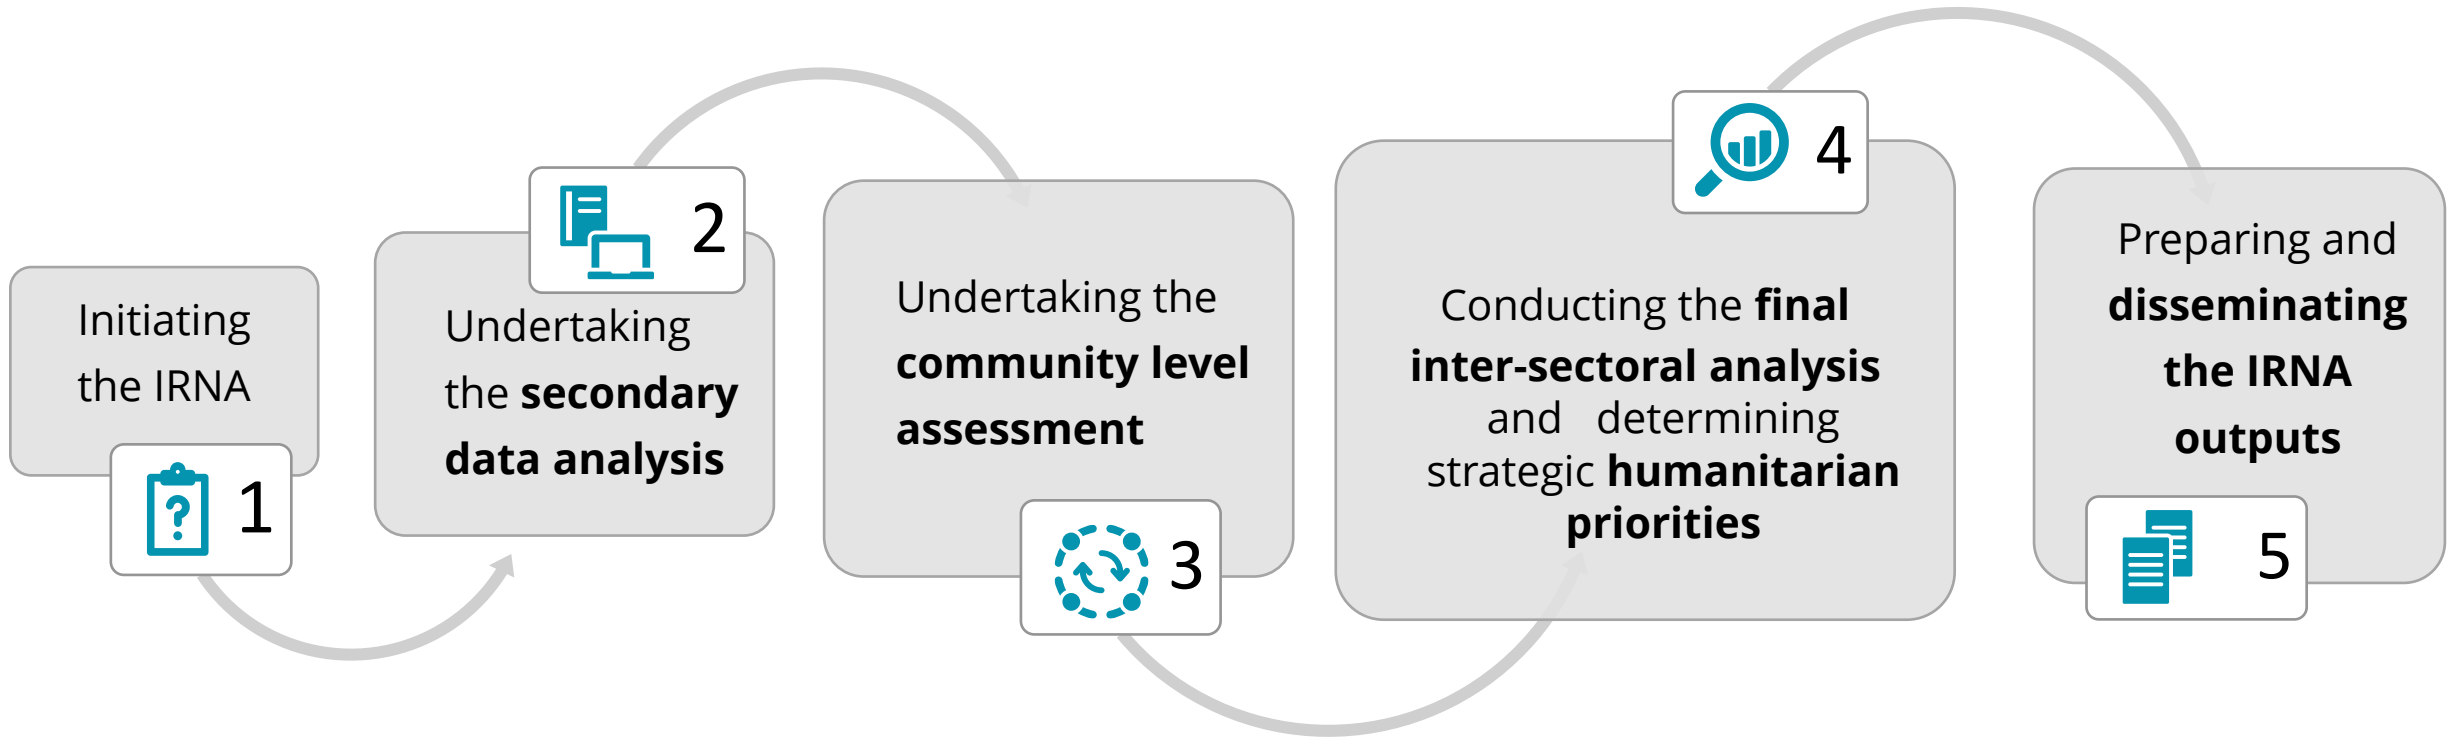 Initiating
the IRNA
1
2
Undertaking
the secondary
data analysis
Undertaking the
community level
assessment
3
4
Conducting the final
inter-sectoral analysis
and determining
strategic humanitarian
priorities
Preparing and
disseminating
the IRNA
outputs
5